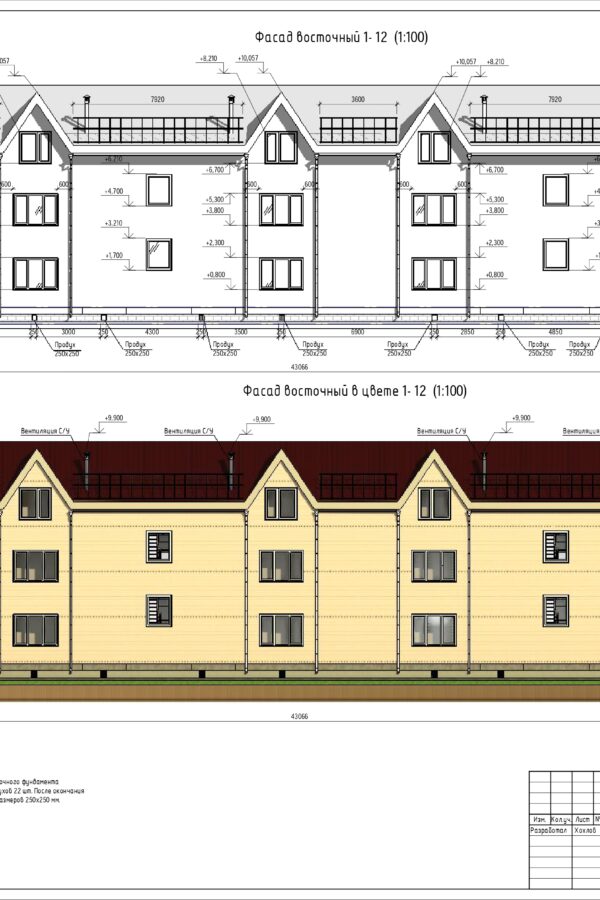 Фасад восточный 1-12 (1:100)
057
+8,210
+10,057
+10,057
+8,210
7920
3600
7920
+6,210
+6,700
+6,700
600
600
600
600
600
+4,700
+5,300
+5,300
+3,800
+3,800
+3,210
+2,300
+2,300
+1,700
+0,800
+0,800
250
3000
250
4300
250
3500
250
6900
250
2850
250
4850
Продух
250х250
Продух
250х250
Продух
250х250
Продух
250х250
Продух
250х250
Продух
250х250
Продух
250х250
Продух
250х250
43066
Фасад восточный в цвете 1-12 (1:100)
+9.900
+9.900
+9.900
Вентиляция С/У
Вентиляция С/У
Вентиляция С/У
Вентиляция
43066
очного фундамента
ухов 22 шт. После окончания
азмеров 250х250 мм.
Изм. Кол.уч. Лист №
Разработал Хохлов